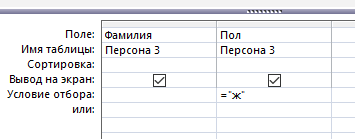 Поле: Фамилия Пол
Имя таблицы: Персона 3 Персона 3
Сортировка:
Вывод на экран:
Условие отбора: ="ж"
или: